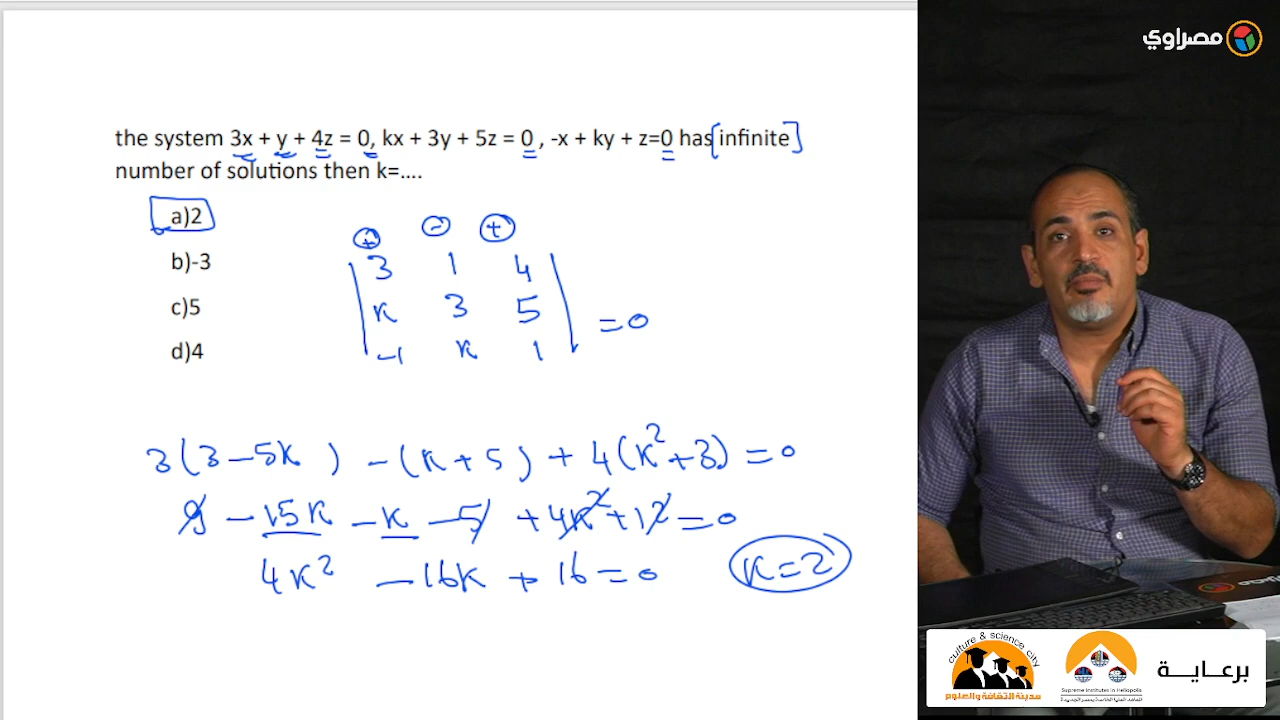 مصراوي
the system 3x + y + 4z = 0, kx + 3y + 5z = 0 , -x + ky + z=0 has [infinite]
number of solutions then k=....
a)2
b)-3
c)5
d)4
+ - +
3 1 4
k 3 5 = 0
-1 k 1
3(3-5k) -(k+5) + 4(k²+3) = 0
9 - 15k - k - 5 + 4k² + 12 = 0
4k² - 16k + 16 = 0
k=2
culture & science city
مدينة الثقافة والعلوم
Supreme Institutes in Heliopolis
برعايـة